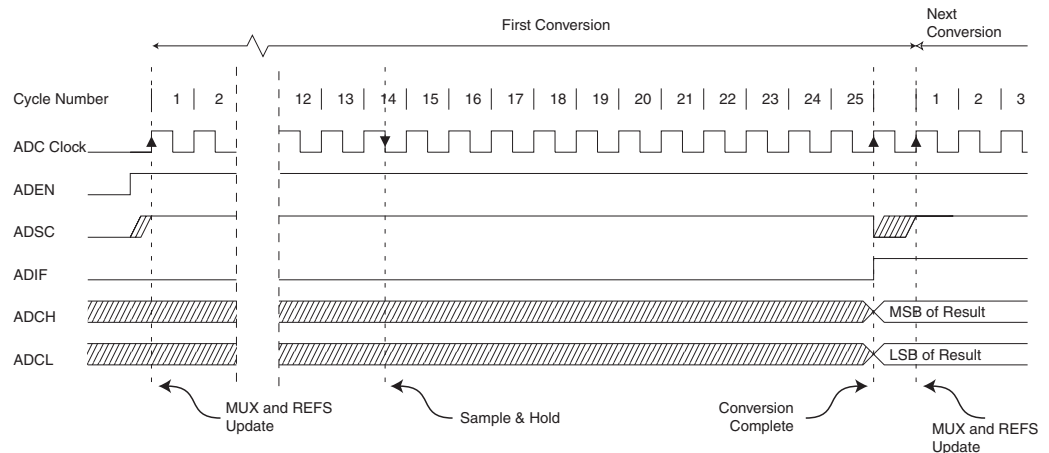 First Conversion
Next
Conversion
Cycle Number 1 2 12 13 14 15 16 17 18 19 20 21 22 23 24 25 1 2 3
ADC Clock
ADEN
ADSC
ADIF
ADCH MSB of Result
ADCL LSB of Result
MUX and REFS
Update
Sample & Hold
Conversion
Complete
MUX and REFS
Update